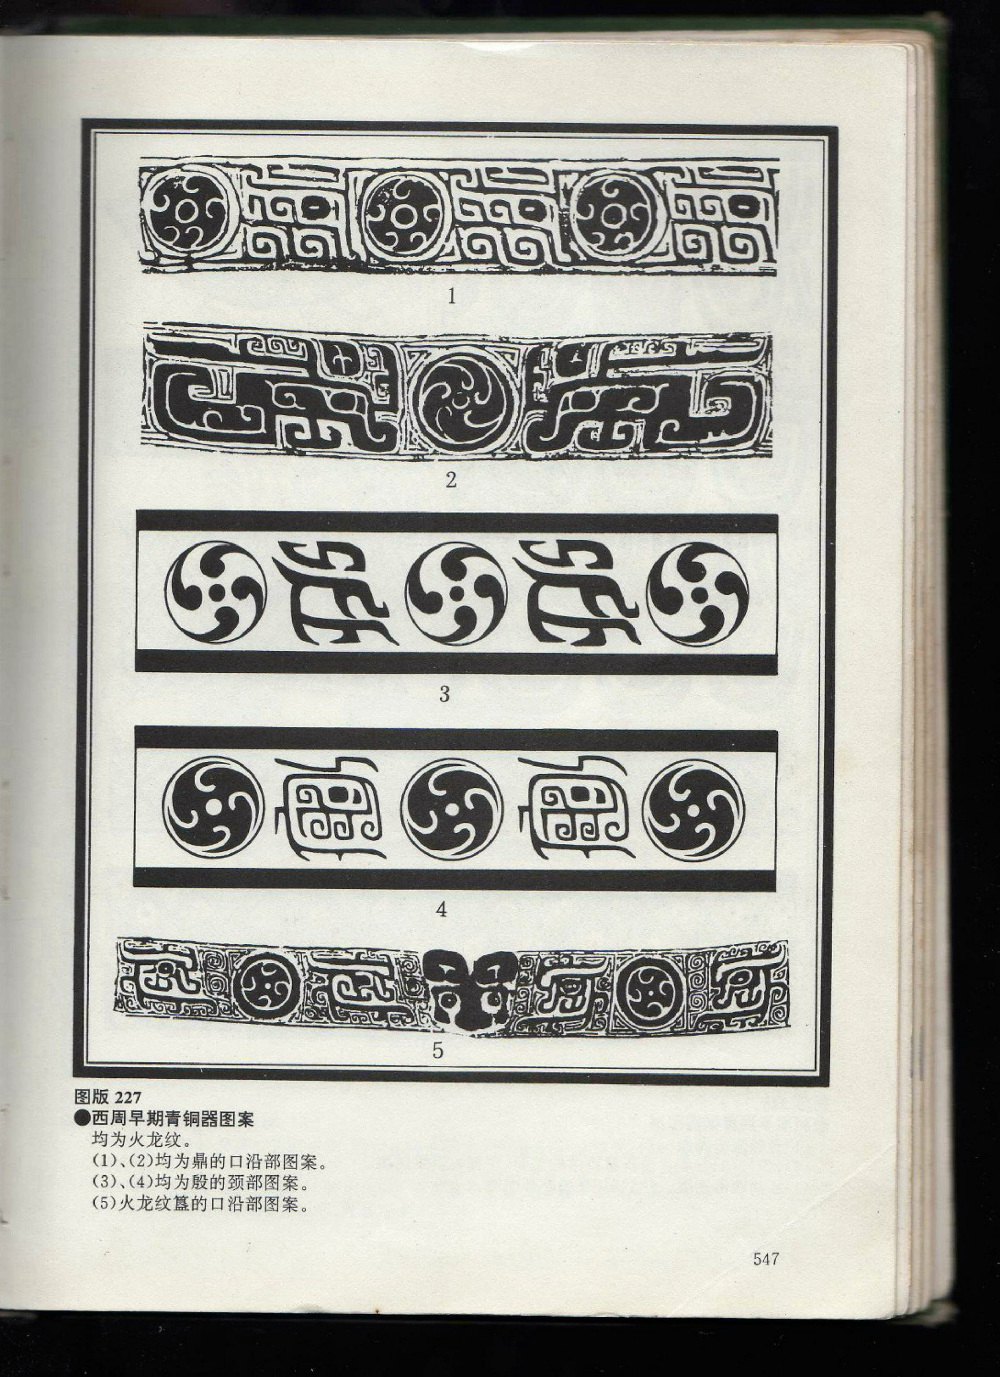 1
2
3
4
5
图版 227
●西周早期青铜器图案
均为火龙纹。
(1)、(2)均为鼎的口沿部图案。
(3)、(4)均为殷的颈部图案。
(5)火龙纹簋的口沿部图案。
547